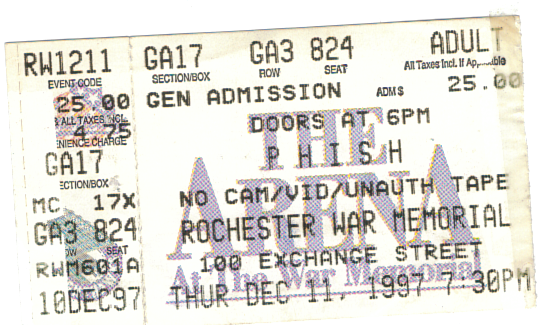 RW1211
EVENT CODE
25.00
& ALL TAXES INCL.
4.75
CHARGE
GA17
SECTION/BOX
MC 17X
GA3 824
SEAT
RWM601A
10DEC97
GA17 GA3 824 ADULT
SECTION/BOX ROW SEAT All Taxes Incl. If Applicable
GEN ADMISSION ADM$ 25.00
DOORS AT 6PM
PHISH
NO CAM/VID/UNAUTH TAPE
ROCHESTER WAR MEMORIAL
100 EXCHANGE STREET
THUR DEC 11, 1997 7:30PM
THE
ARENA
At The War Memorial